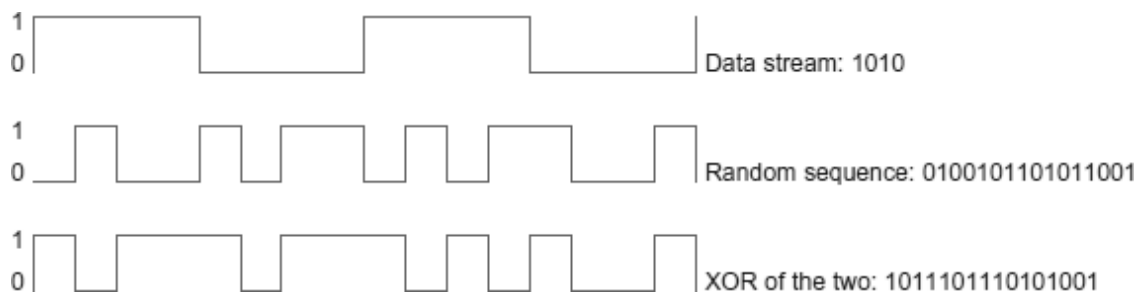 1
0 Data stream: 1010
1
0 Random sequence: 0100101101011001
1
0 XOR of the two: 1011101110101001